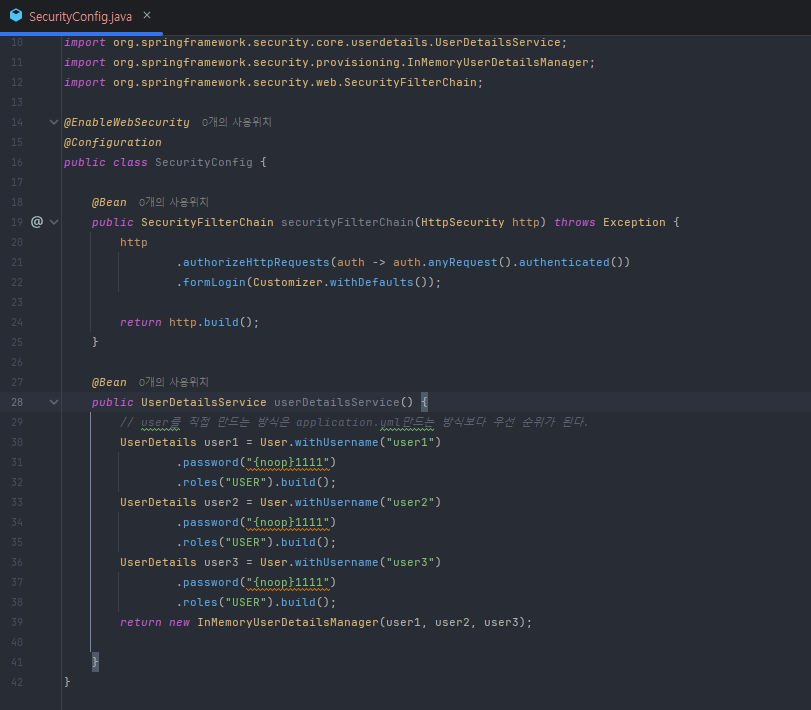 SecurityConfig.java
10 import org.springframework.security.core.userdetails.UserDetailsService;
11 import org.springframework.security.provisioning.InMemoryUserDetailsManager;
12 import org.springframework.security.web.SecurityFilterChain;
13
14 @EnableWebSecurity 0개의 사용위치
15 @Configuration
16 public class SecurityConfig {
17
18 @Bean 0개의 사용위치
19 @ public SecurityFilterChain securityFilterChain(HttpSecurity http) throws Exception {
20 http
21 .authorizeHttpRequests(auth -> auth.anyRequest().authenticated())
22 .formLogin(Customizer.withDefaults());
23
24 return http.build();
25 }
26
27 @Bean 0개의 사용위치
28 public UserDetailsService userDetailsService() {
29 // user를 직접 만드는 방식은 application.yml만드는 방식보다 우선 순위가 된다.
30 UserDetails user1 = User.withUsername("user1")
31 .password("{noop}1111")
32 .roles("USER").build();
33 UserDetails user2 = User.withUsername("user2")
34 .password("{noop}1111")
35 .roles("USER").build();
36 UserDetails user3 = User.withUsername("user3")
37 .password("{noop}1111")
38 .roles("USER").build();
39 return new InMemoryUserDetailsManager(user1, user2, user3);
40
41 }
42 }